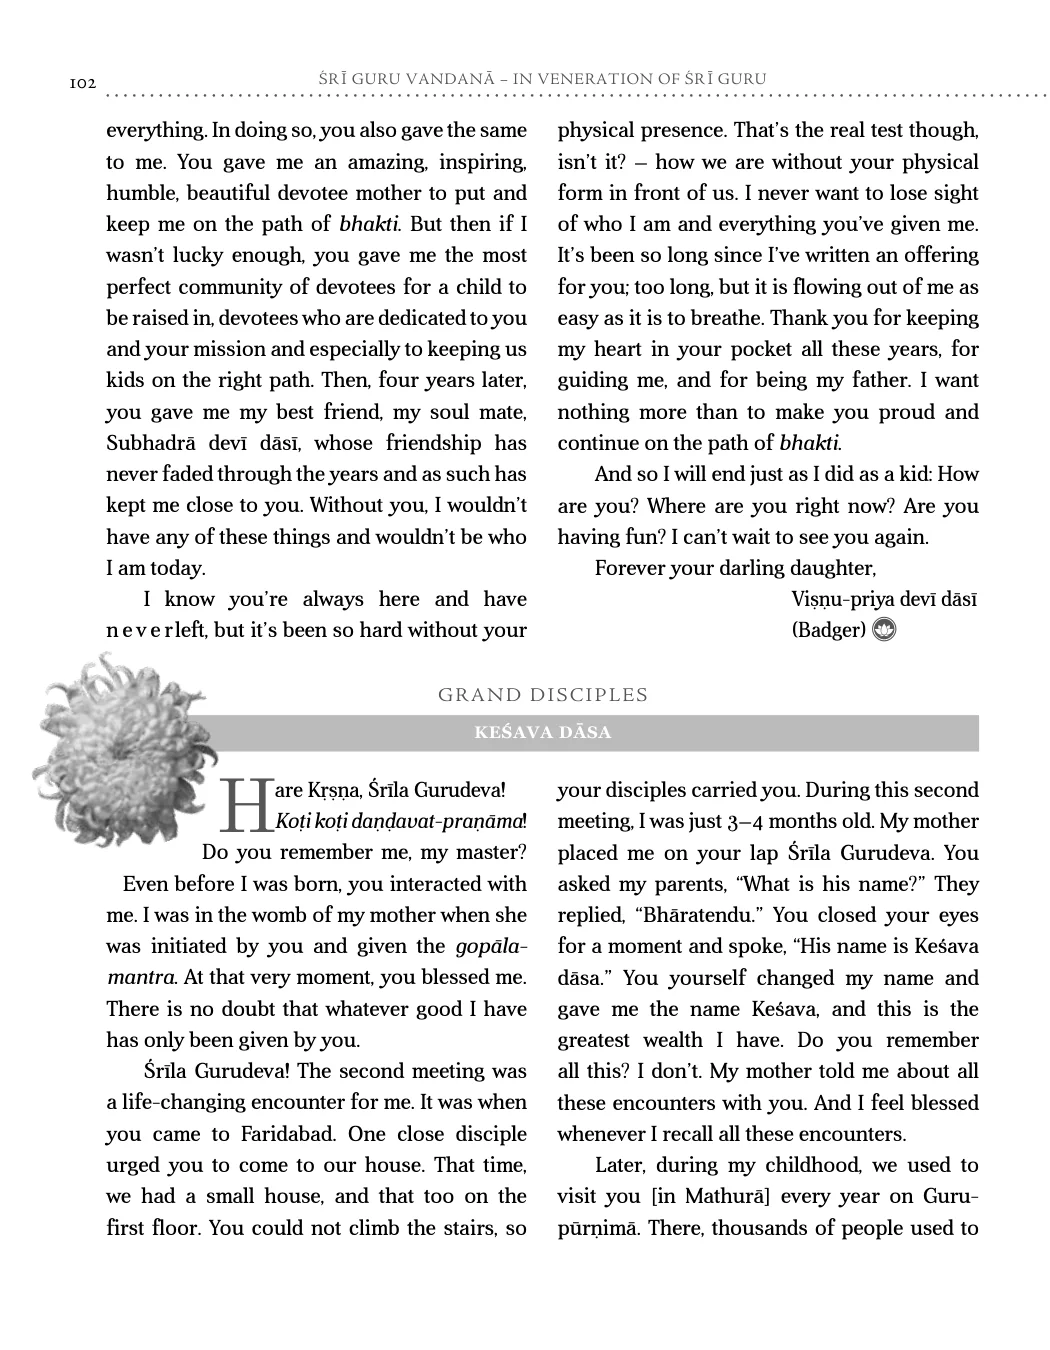 102
ŚRĪ GURU VANDANĀ – IN VENERATION OF ŚRĪ GURU
everything. In doing so, you also gave the same
to me. You gave me an amazing, inspiring,
humble, beautiful devotee mother to put and
keep me on the path of bhakti. But then if I
wasn't lucky enough, you gave me the most
perfect community of devotees for a child to
be raised in, devotees who are dedicated to you
and your mission and especially to keeping us
kids on the right path. Then, four years later,
you gave me my best friend, my soul mate,
Subhadrā devī dāsī, whose friendship has
never faded through the years and as such has
kept me close to you. Without you, I wouldn't
have any of these things and wouldn't be who
I am today.
I know you're always here and have
n e v e r left, but it's been so hard without your
physical presence. That's the real test though,
isn't it? – how we are without your physical
form in front of us. I never want to lose sight
of who I am and everything you've given me.
It's been so long since I've written an offering
for you; too long, but it is flowing out of me as
easy as it is to breathe. Thank you for keeping
my heart in your pocket all these years, for
guiding me, and for being my father. I want
nothing more than to make you proud and
continue on the path of bhakti.
And so I will end just as I did as a kid: How
are you? Where are you right now? Are you
having fun? I can't wait to see you again.
Forever your darling daughter,
Viṣṇu-priya devī dāsī
(Badger)
GRAND DISCIPLES
KEŚAVA DĀSA
Hare Kṛṣṇa, Śrīla Gurudeva!
Koṭi koṭi daṇḍavat-praṇāma!
Do you remember me, my master?
Even before I was born, you interacted with
me. I was in the womb of my mother when she
was initiated by you and given the gopāla-
mantra. At that very moment, you blessed me.
There is no doubt that whatever good I have
has only been given by you.
Śrīla Gurudeva! The second meeting was
a life-changing encounter for me. It was when
you came to Faridabad. One close disciple
urged you to come to our house. That time,
we had a small house, and that too on the
first floor. You could not climb the stairs, so
your disciples carried you. During this second
meeting, I was just 3–4 months old. My mother
placed me on your lap Śrīla Gurudeva. You
asked my parents, “What is his name?” They
replied, “Bhāratendu.” You closed your eyes
for a moment and spoke, “His name is Keśava
dāsa.” You yourself changed my name and
gave me the name Keśava, and this is the
greatest wealth I have. Do you remember
all this? I don't. My mother told me about all
these encounters with you. And I feel blessed
whenever I recall all these encounters.
Later, during my childhood, we used to
visit you [in Mathurā] every year on Guru-
pūrṇimā. There, thousands of people used to